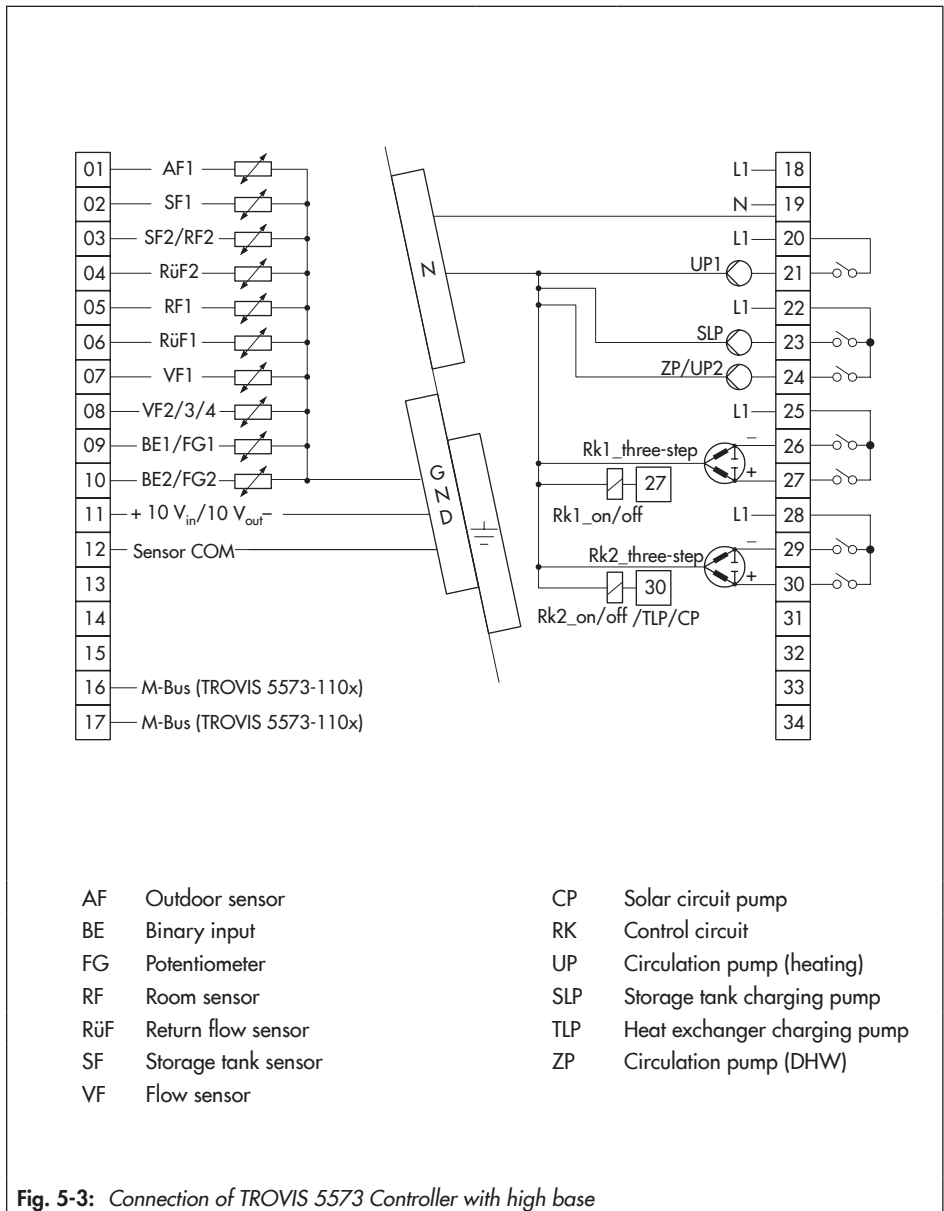 01 AF1
02 SF1
03 SF2/RF2
04 RüF2
05 RF1
06 RüF1
07 VF1
08 VF2/3/4
09 BE1/FG1
10 BE2/FG2
11 + 10 Vin/10 Vout–
12 Sensor COM
13
14
15
16 M-Bus (TROVIS 5573-110x)
17 M-Bus (TROVIS 5573-110x)
N
GND
L1 18
N 19
L1 20
UP1 21
L1 22
SLP 23
ZP/UP2 24
L1 25
– 26
Rk1_three-step
+ 27
27
Rk1_on/off
L1 28
– 29
Rk2_three-step
+ 30
30
Rk2_on/off /TLP/CP
31
32
33
34
AF Outdoor sensor
BE Binary input
FG Potentiometer
RF Room sensor
RüF Return flow sensor
SF Storage tank sensor
VF Flow sensor
CP Solar circuit pump
RK Control circuit
UP Circulation pump (heating)
SLP Storage tank charging pump
TLP Heat exchanger charging pump
ZP Circulation pump (DHW)
Fig. 5-3: Connection of TROVIS 5573 Controller with high base